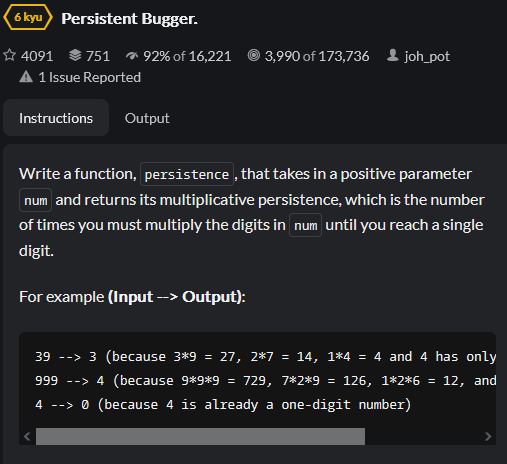 6 kyu Persistent Bugger.
4091 751 92% of 16,221 3,990 of 173,736 joh_pot
1 Issue Reported
Instructions Output
Write a function, persistence, that takes in a positive parameter
num and returns its multiplicative persistence, which is the number
of times you must multiply the digits in num until you reach a single
digit.
For example (Input --> Output):
39 --> 3 (because 3*9 = 27, 2*7 = 14, 1*4 = 4 and 4 has only
999 --> 4 (because 9*9*9 = 729, 7*2*9 = 126, 1*2*6 = 12, and
4 --> 0 (because 4 is already a one-digit number)